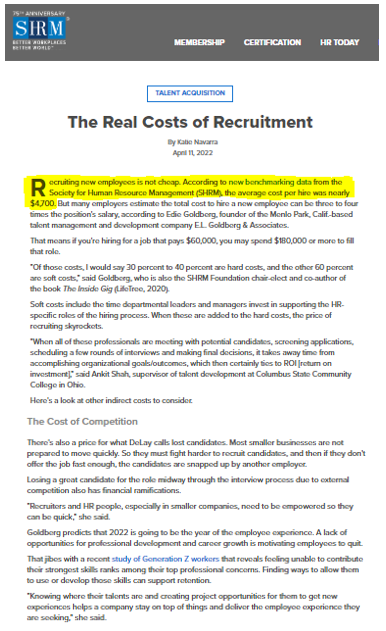 75TH ANNIVERSARY
SHRM
BETTER WORKPLACES
BETTER WORLD™
MEMBERSHIP CERTIFICATION HR TODAY
TALENT ACQUISITION
The Real Costs of Recruitment
By Katie Navarra
April 11, 2022
Recruiting new employees is not cheap. According to new benchmarking data from the
Society for Human Resource Management (SHRM), the average cost per hire was nearly
$4,700. But many employers estimate the total cost to hire a new employee can be three to four
times the position's salary, according to Edie Goldberg, founder of the Menlo Park, Calif.-based
talent management and development company E.L. Goldberg & Associates.
That means if you're hiring for a job that pays $60,000, you may spend $180,000 or more to fill
that role.
"Of those costs, I would say 30 percent to 40 percent are hard costs, and the other 60 percent
are soft costs," said Goldberg, who is also the SHRM Foundation chair-elect and co-author of
the book The Inside Gig (LifeTree, 2020).
Soft costs include the time departmental leaders and managers invest in supporting the HR-
specific roles of the hiring process. When these are added to the hard costs, the price of
recruiting skyrockets.
"When all of these professionals are meeting with potential candidates, screening applications,
scheduling a few rounds of interviews and making final decisions, it takes away time from
accomplishing organizational goals/outcomes, which then certainly ties to ROI [return on
investment]," said Ankit Shah, supervisor of talent development at Columbus State Community
College in Ohio.
Here's a look at other indirect costs to consider.
The Cost of Competition
There's also a price for what DeLay calls lost candidates. Most smaller businesses are not
prepared to move quickly. So they must fight harder to recruit candidates, and then if they don't
offer the job fast enough, the candidates are snapped up by another employer.
Losing a great candidate for the role midway through the interview process due to external
competition also has financial ramifications.
"Recruiters and HR people, especially in smaller companies, need to be empowered so they
can be quick," she said.
Goldberg predicts that 2022 is going to be the year of the employee experience. A lack of
opportunities for professional development and career growth is motivating employees to quit.
That jibes with a recent study of Generation Z workers that reveals feeling unable to contribute
their strongest skills ranks among their top professional concerns. Finding ways to allow them
to use or develop those skills can support retention.
"Knowing where their talents are and creating project opportunities for them to get new
experiences helps a company stay on top of things and deliver the employee experience they
are seeking," she said.